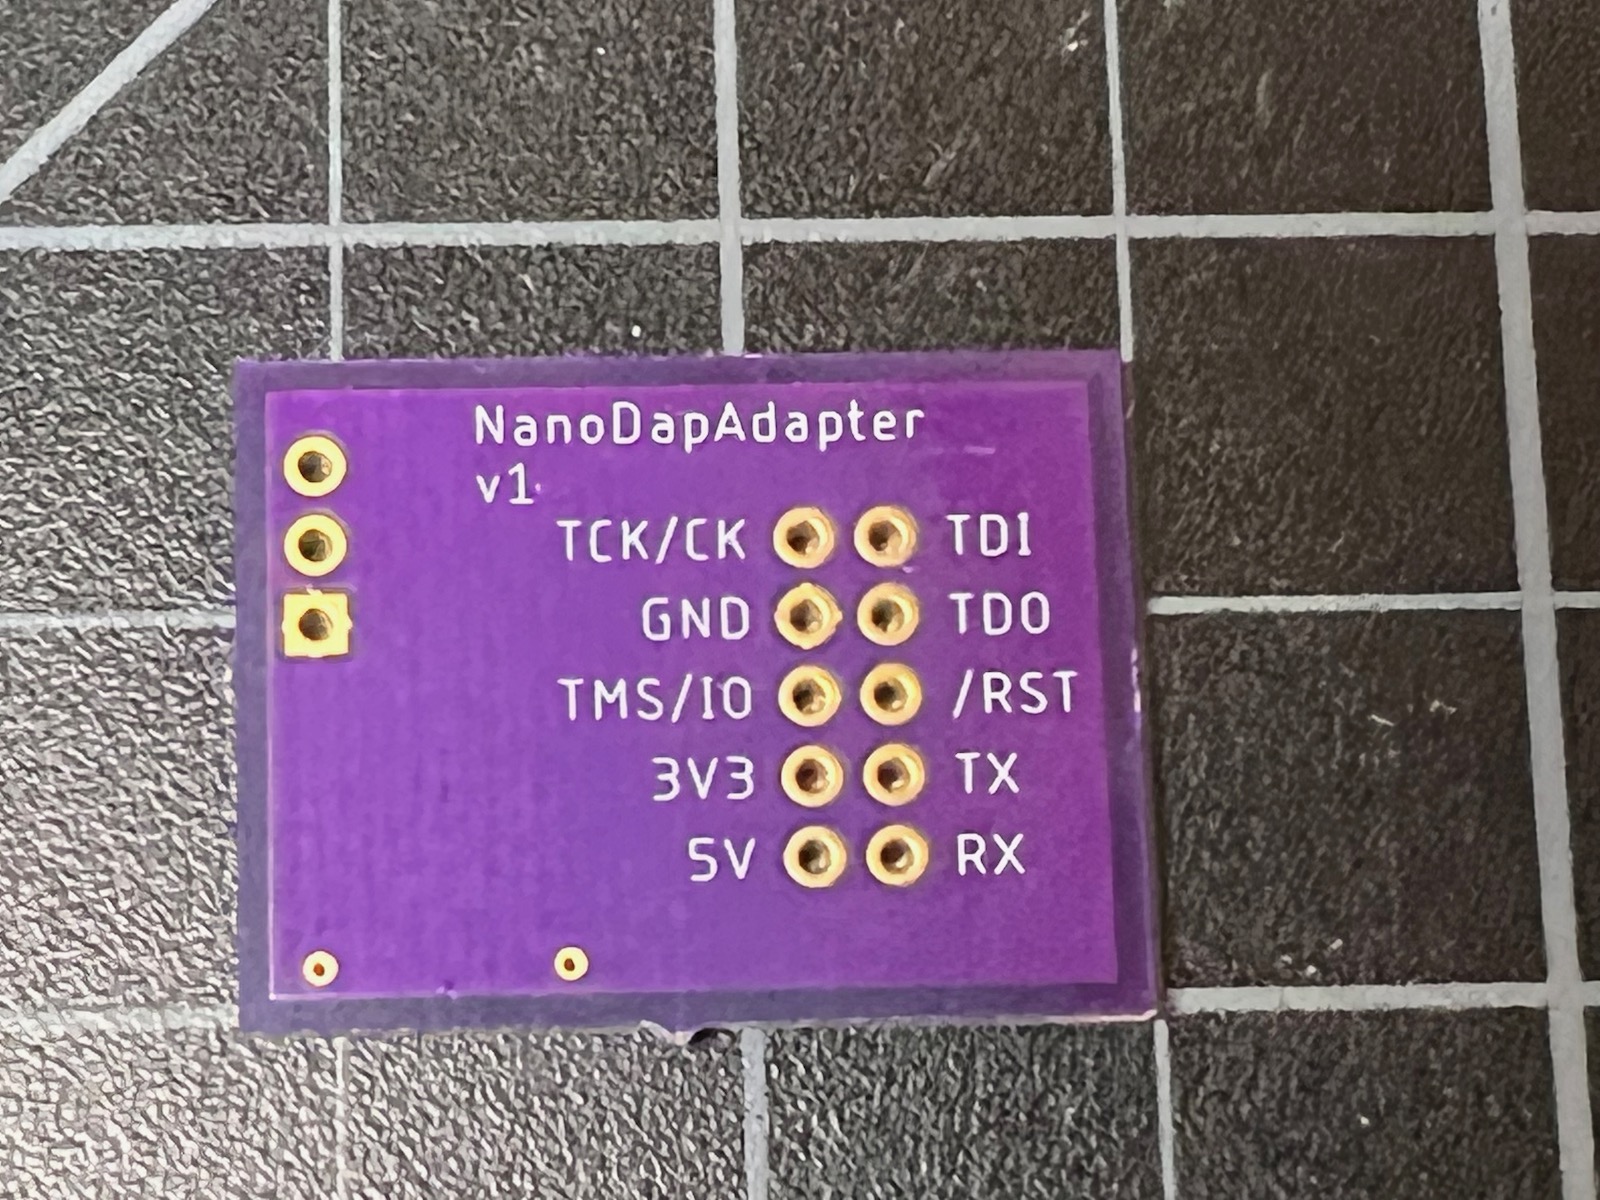 NanoDapAdapter
v1
TCK/CK TDI
GND TDO
TMS/IO /RST
3V3 TX
5V RX